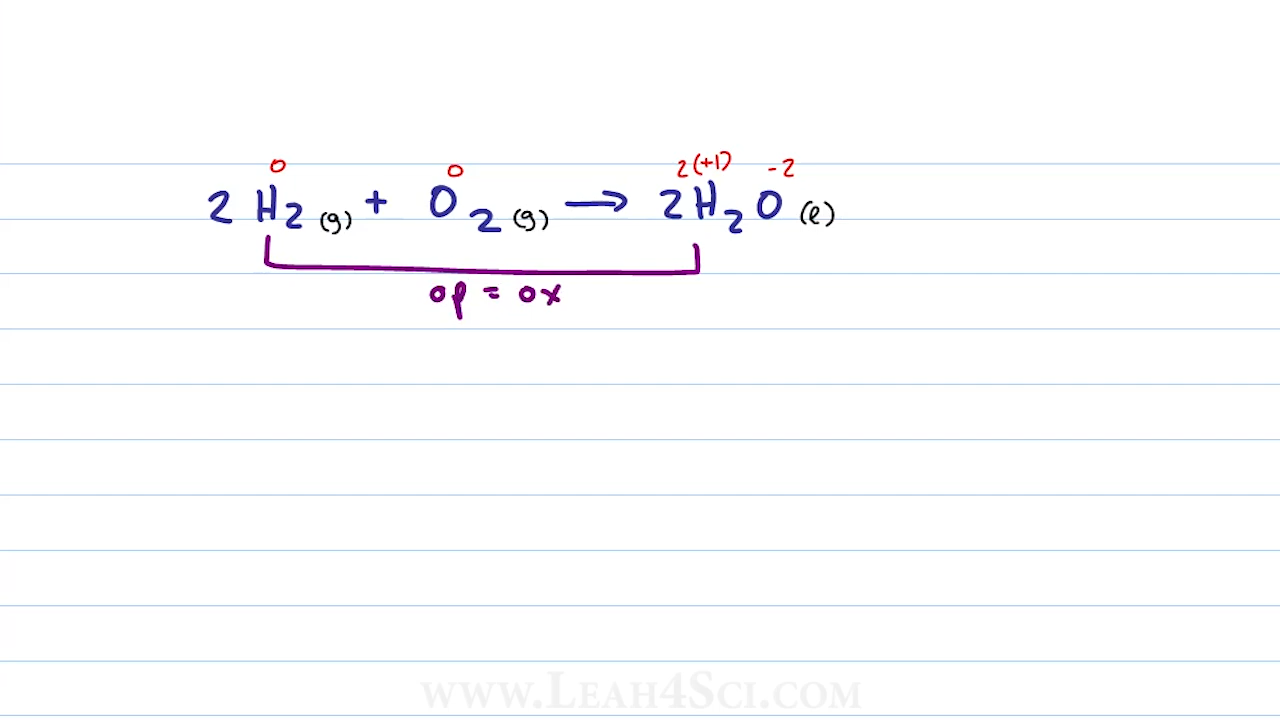 0 0 2(+1) -2
2 H2 (g) + O2 (g) → 2H2O (l)
op = ox
www.Leah4Sci.com